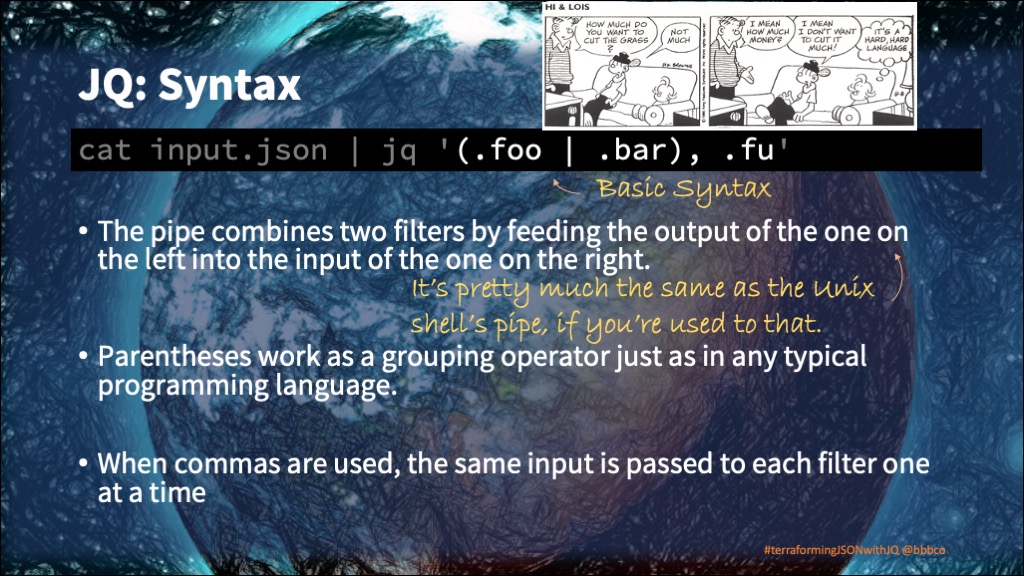 HI & LOIS
HOW MUCH DO
YOU WANT TO
CUT THE GRASS
?
NOT
MUCH
I MEAN
HOW MUCH
MONEY?
I MEAN
I DON'T WANT
TO CUT IT
MUCH!
IT'S A
HARD, HARD
LANGUAGE
JQ: Syntax
cat input.json | jq '(.foo | .bar), .fu'
Basic Syntax
• The pipe combines two filters by feeding the output of the one on
the left into the input of the one on the right.
It's pretty much the same as the Unix
shell's pipe, if you're used to that.
• Parentheses work as a grouping operator just as in any typical
programming language.
• When commas are used, the same input is passed to each filter one
at a time
#terraformingJSONwithJQ @bbbco